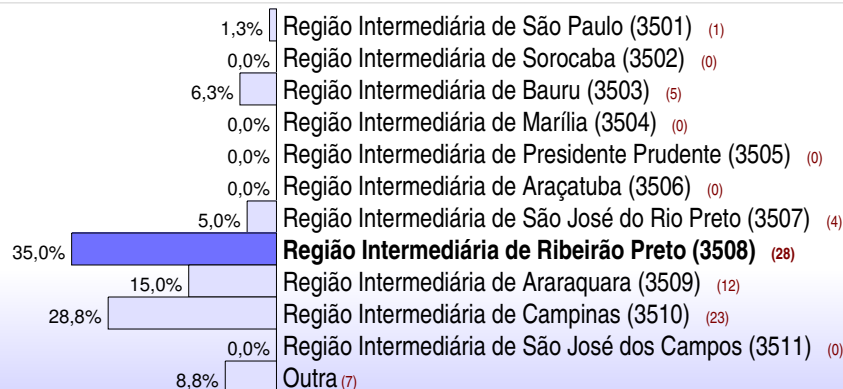 1,3% Região Intermediária de São Paulo (3501) (1)
0,0% Região Intermediária de Sorocaba (3502) (0)
6,3% Região Intermediária de Bauru (3503) (5)
0,0% Região Intermediária de Marília (3504) (0)
0,0% Região Intermediária de Presidente Prudente (3505) (0)
0,0% Região Intermediária de Araçatuba (3506) (0)
5,0% Região Intermediária de São José do Rio Preto (3507) (4)
35,0% Região Intermediária de Ribeirão Preto (3508) (28)
15,0% Região Intermediária de Araraquara (3509) (12)
28,8% Região Intermediária de Campinas (3510) (23)
0,0% Região Intermediária de São José dos Campos (3511) (0)
8,8% Outra (7)